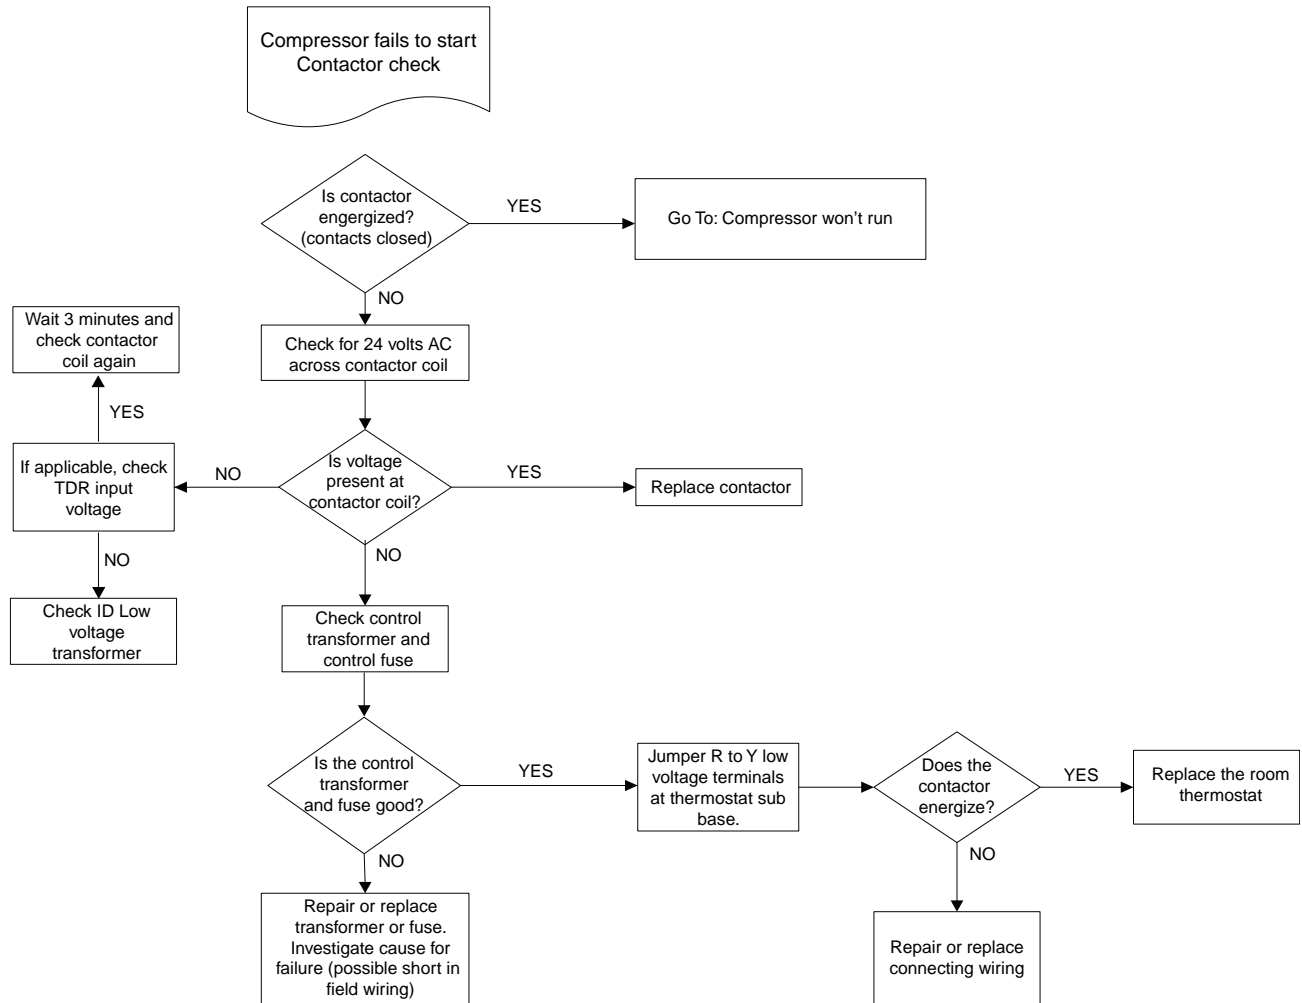 Compressor fails to start
Contactor check
Is contactor
engergized?
(contacts closed)
YES
Go To: Compressor won't run
NO
Wait 3 minutes and
check contactor
coil again
Check for 24 volts AC
across contactor coil
YES
If applicable, check
TDR input
voltage
NO
Is voltage
present at
contactor coil?
YES
Replace contactor
NO
NO
Check ID Low
voltage
transformer
Check control
transformer and
control fuse
Is the control
transformer
and fuse good?
YES
Jumper R to Y low
voltage terminals
at thermostat sub
base.
Does the
contactor
energize?
YES
Replace the room
thermostat
NO
NO
Repair or replace
transformer or fuse.
Investigate cause for
failure (possible short in
field wiring)
Repair or replace
connecting wiring